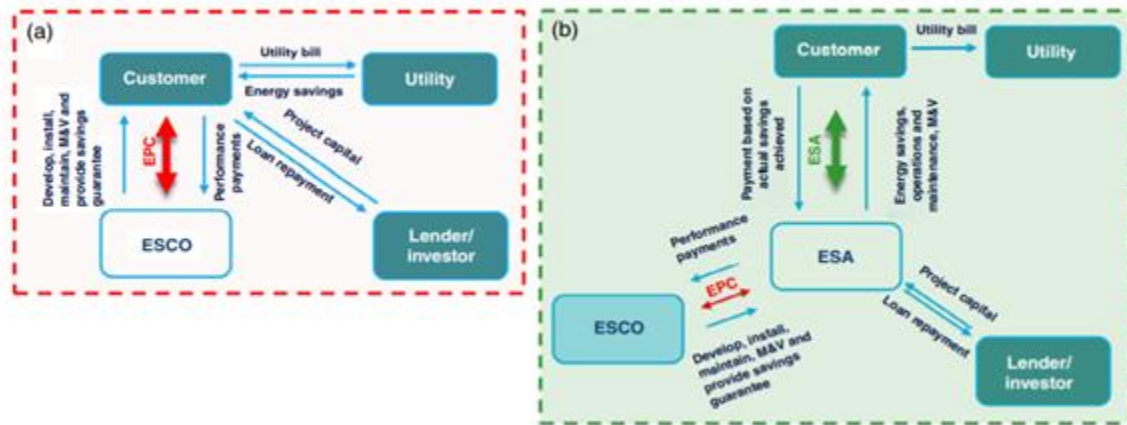 (a)
Customer
Utility bill
Energy savings
Utility
Develop, install,
maintain, M&V and
provide savings
guarantee
EPC
Performance
payments
Project capital
Loan repayment
ESCO
Lender/
investor
(b)
Customer
Utility bill
Utility
Payment based on
actual savings
achieved
ESA
Energy savings,
operations and
maintenance, M&V
Performance
payments
ESA
EPC
ESCO
Develop, install,
maintain, M&V and
provide savings
guarantee
Project capital
Loan repayment
Lender/
investor